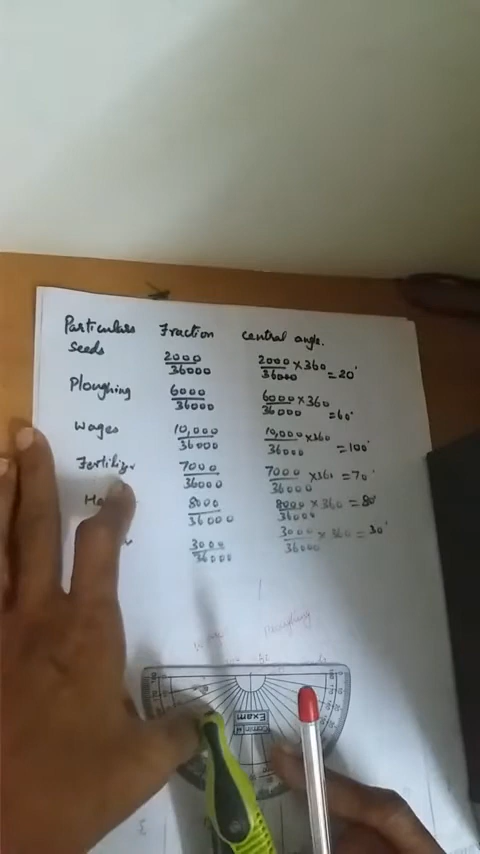 Particulars Fraction central angle.
Seeds 2000/36000 2000/36000 × 360 = 20°
Ploughing 6000/36000 6000/36000 × 360 = 60°
Wages 10,000/36000 10,000/36000 × 360 = 100°
Fertilizer 7000/36000 7000/36000 × 360 = 70°
8000/36000 8000/36000 × 360 = 80°
3000/36000 3000/36000 × 360 = 30°
Ploughing
Exam